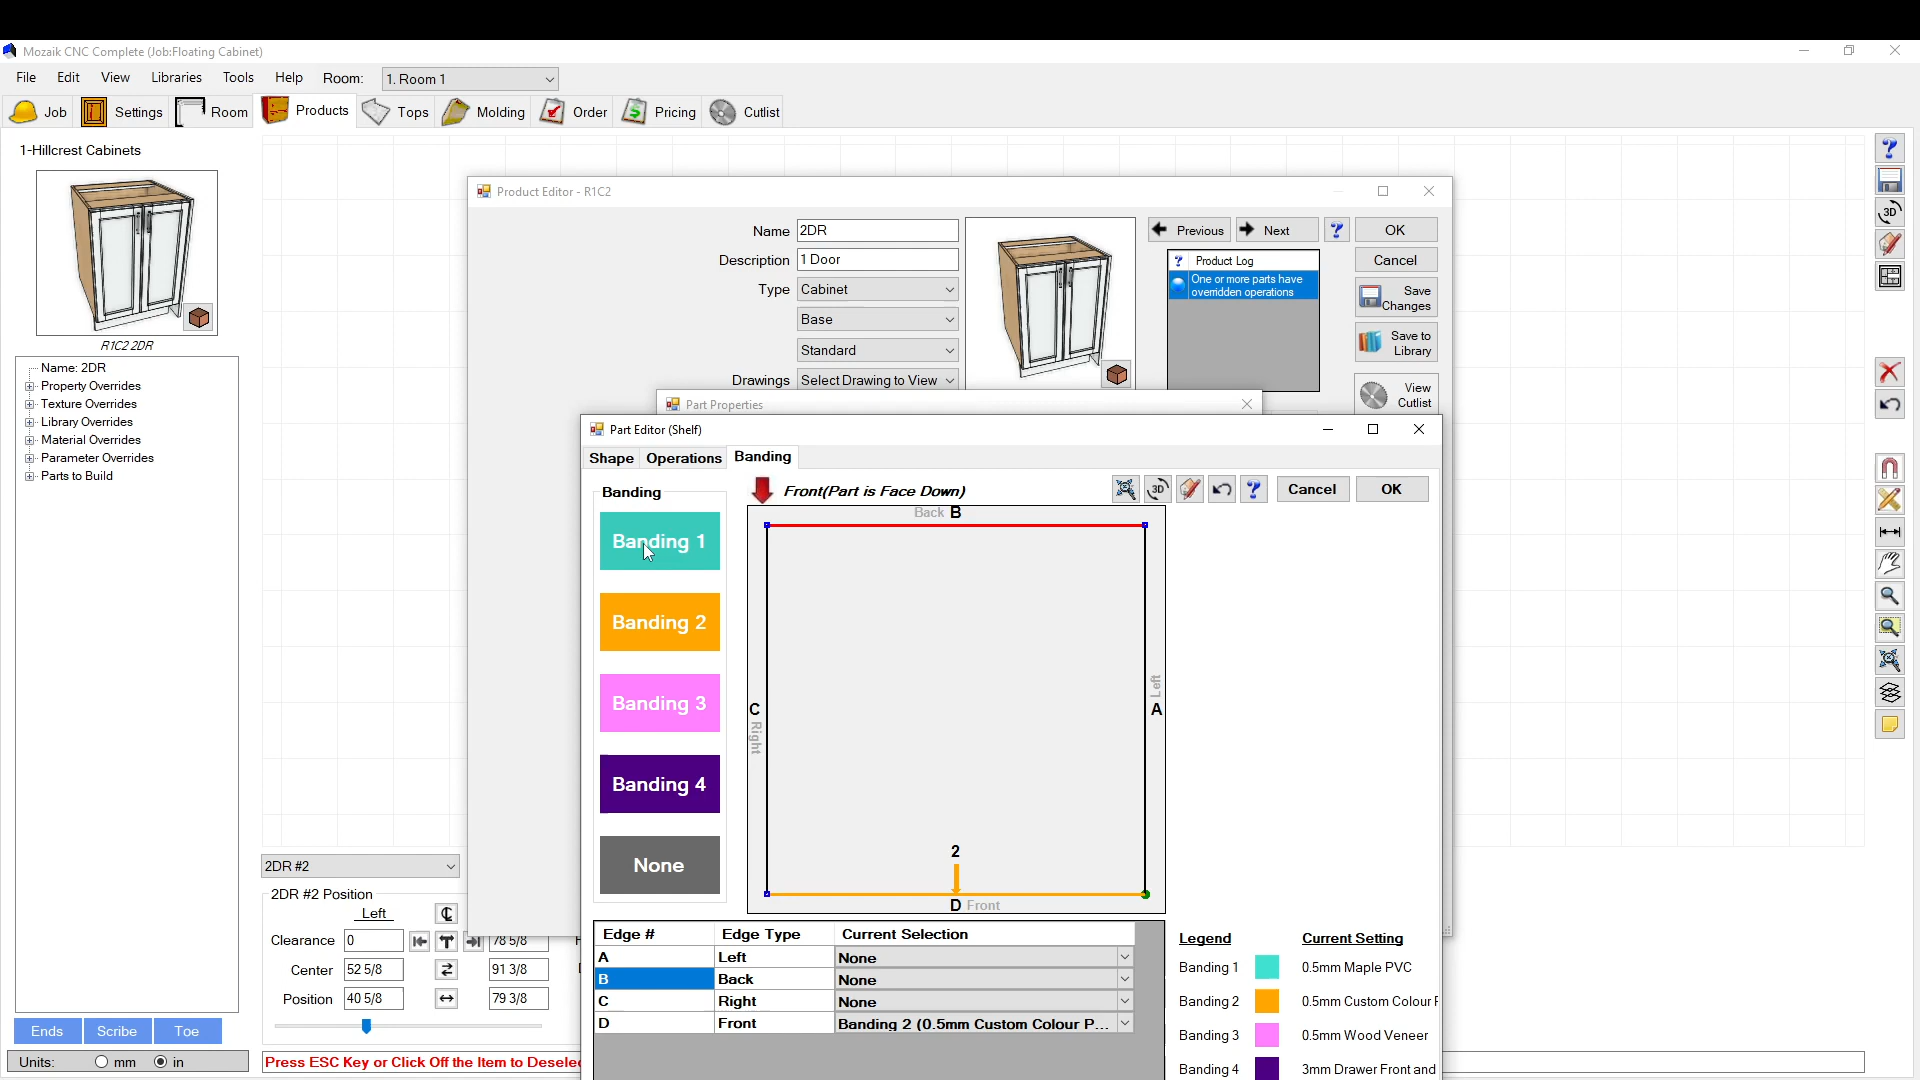 Mozaik CNC Complete (Job:Floating Cabinet)
File Edit View Libraries Tools Help Room: 1. Room 1
Job Settings Room Products Tops Molding Order Pricing Cutlist
1-Hillcrest Cabinets
R1C2 2DR
Name: 2DR
Property Overrides
Texture Overrides
Library Overrides
Material Overrides
Parameter Overrides
Parts to Build
Ends Scribe Toe
Units: mm in
2DR #2
2DR #2 Position
Left
Clearance 0 78 5/8
Center 52 5/8 91 3/8
Position 40 5/8 79 3/8
Press ESC Key or Click Off the Item to Desele
Product Editor - R1C2
Name 2DR
Description 1 Door
Type Cabinet
Base
Standard
Drawings Select Drawing to View
Previous Next ? OK
? Product Log
One or more parts have
overridden operations
Cancel
Save
Changes
Save to
Library
View
Cutlist
Part Properties
Part Editor (Shelf)
Shape Operations Banding
Banding
Banding 1
Banding 2
Banding 3
Banding 4
None
Front(Part is Face Down)
3D ? Cancel OK
Back B
C Right
Left A
2
D Front
Edge # Edge Type Current Selection
A Left None
B Back None
C Right None
D Front Banding 2 (0.5mm Custom Colour P...
Legend Current Setting
Banding 1 0.5mm Maple PVC
Banding 2 0.5mm Custom Colour
Banding 3 0.5mm Wood Veneer
Banding 4 3mm Drawer Front and
?
3D